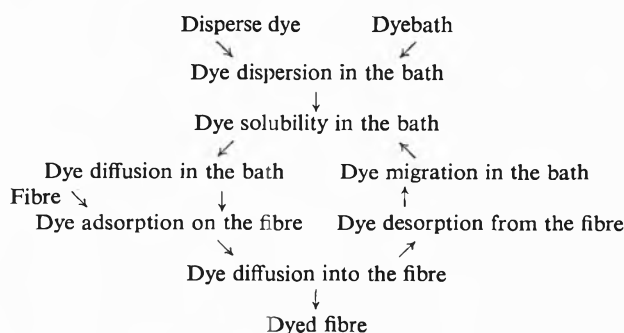 Disperse dye Dyebath
Dye dispersion in the bath
Dye solubility in the bath
Dye diffusion in the bath Dye migration in the bath
Fibre
Dye adsorption on the fibre Dye desorption from the fibre
Dye diffusion into the fibre
Dyed fibre